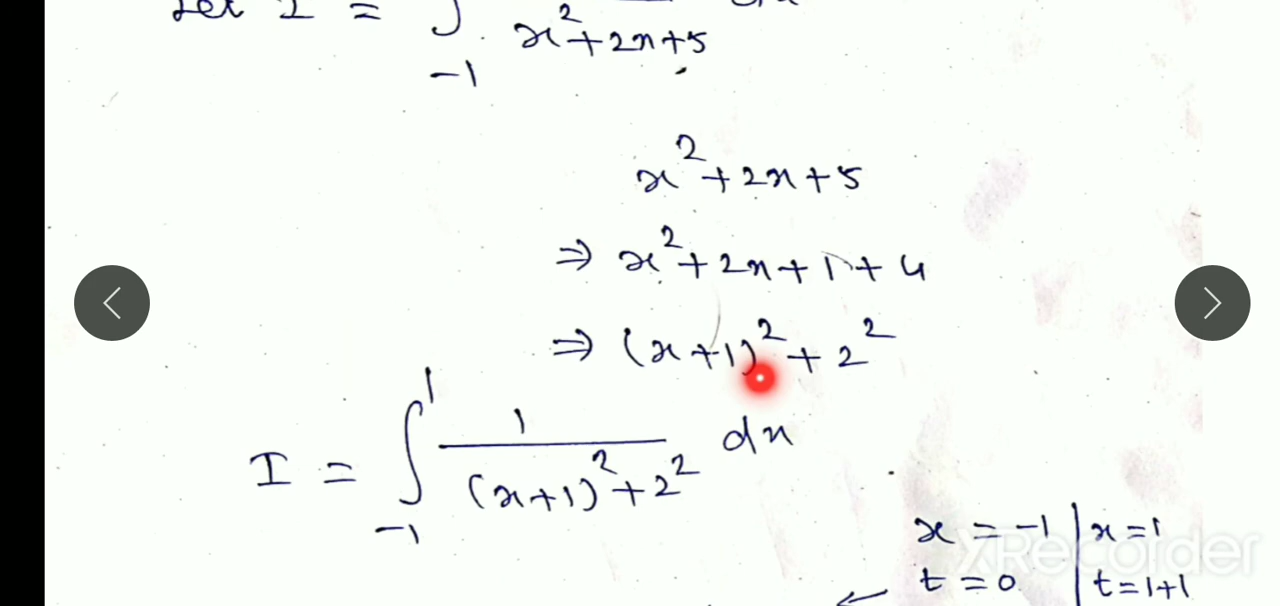 Let I = ∫ x²+2x+5
-1
x²+2x+5
⇒ x²+2x+1+4
⇒ (x+1)²+2²
I = ∫₋₁¹ 1/((x+1)²+2²) dx
x = -1 | x=1
t = 0 | t=1+1
XRecorder